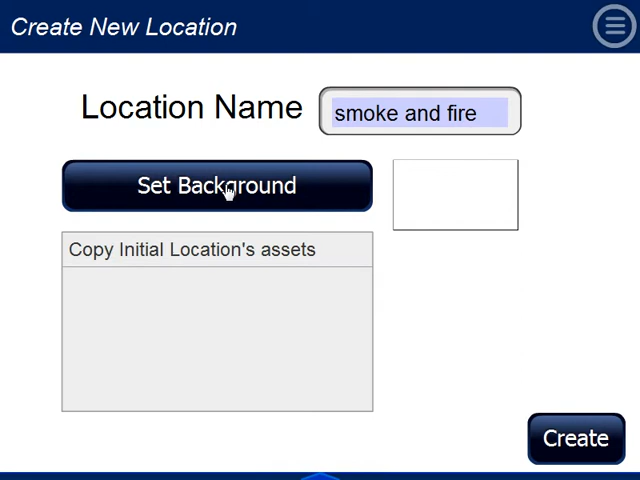 Create New Location
Location Name
smoke and fire
Set Background
Copy Initial Location's assets
Create